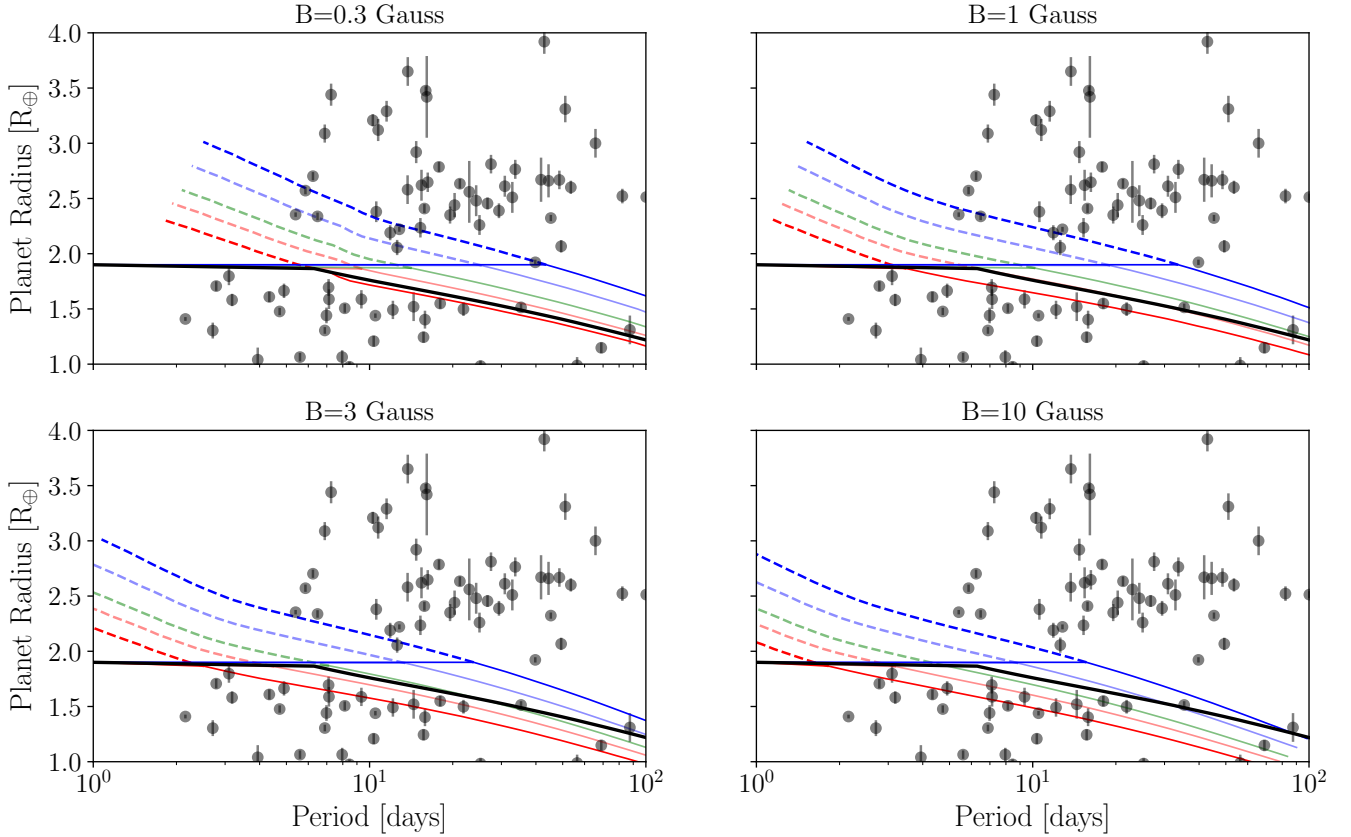 B=0.3 Gauss
B=1 Gauss
Planet Radius [R⊕]
4.0
3.5
3.0
2.5
2.0
1.5
1.0
B=3 Gauss
B=10 Gauss
Planet Radius [R⊕]
4.0
3.5
3.0
2.5
2.0
1.5
1.0
10⁰
10¹
10²
10⁰
10¹
10²
Period [days]
Period [days]